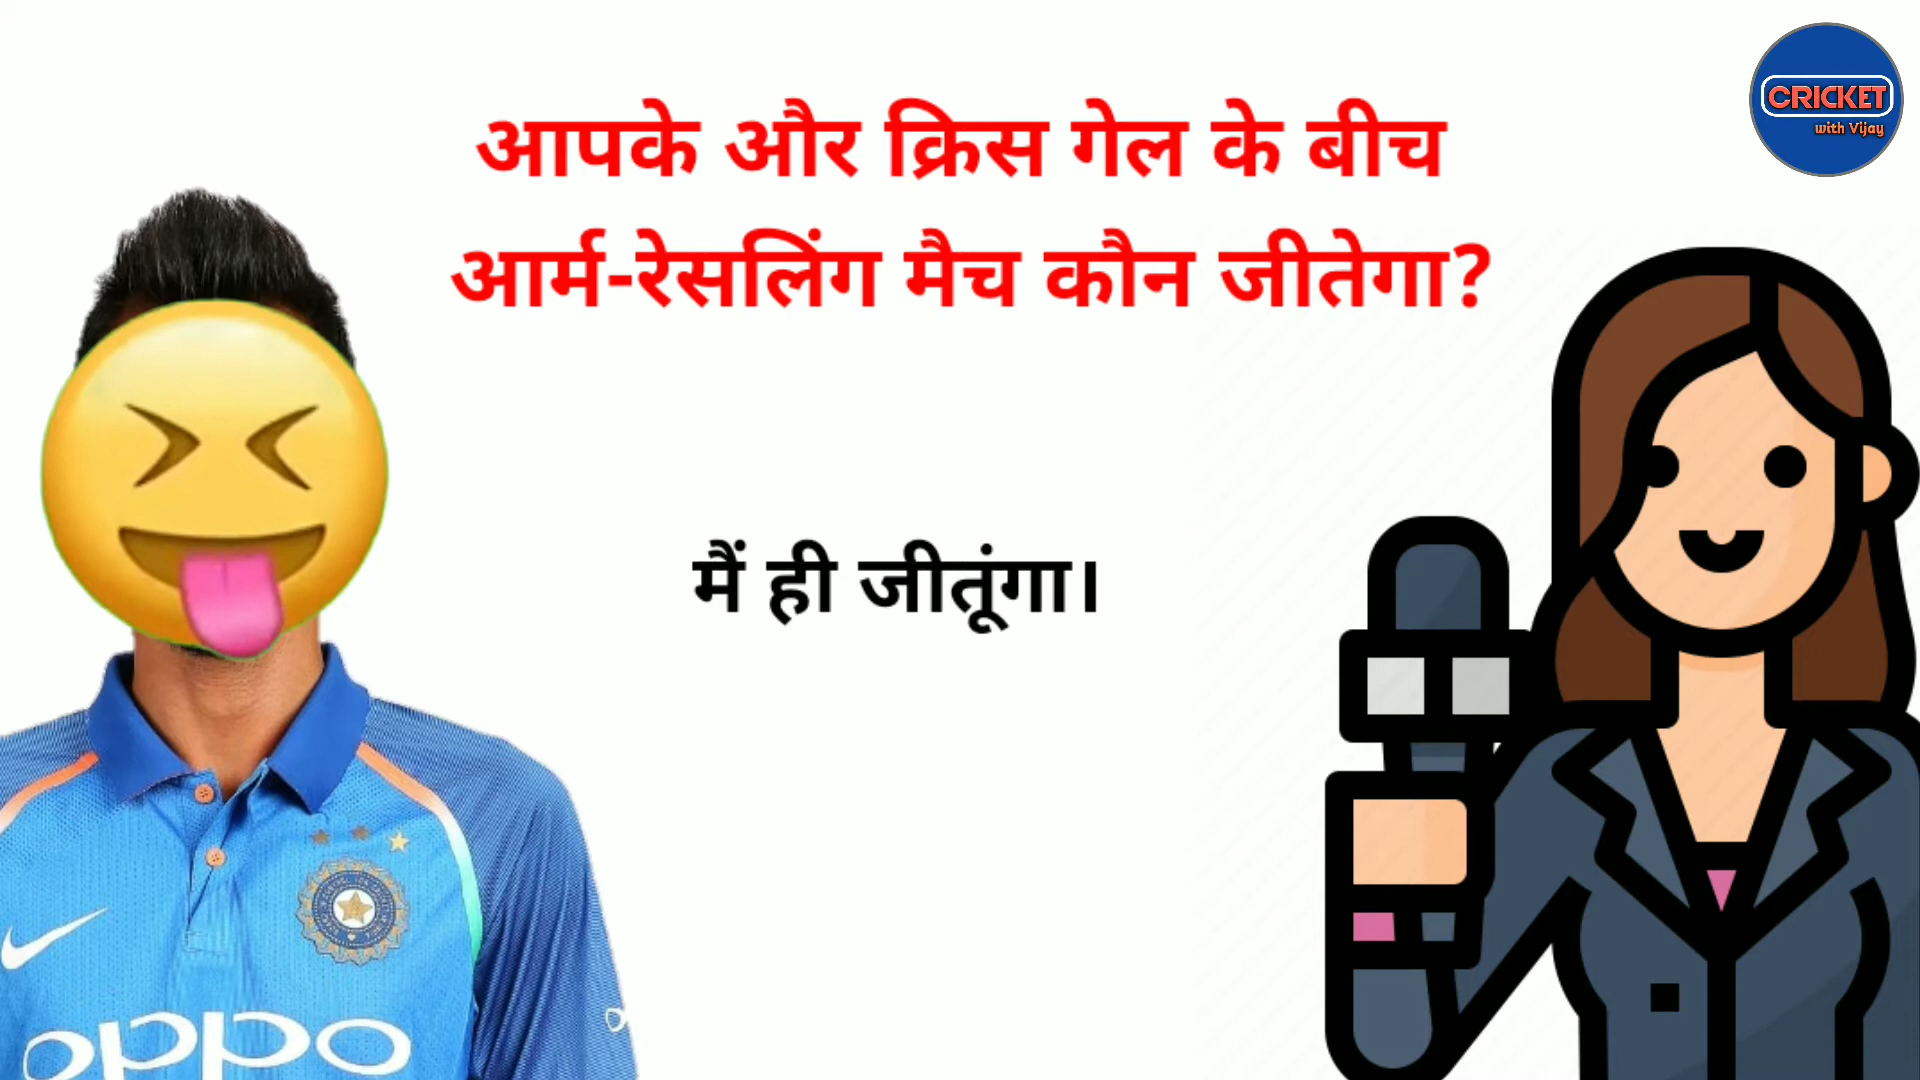 CRICKET
with Vijay
आपके और क्रिस गेल के बीच
आर्म-रेसलिंग मैच कौन जीतेगा?
मैं ही जीतूंगा।
oppo